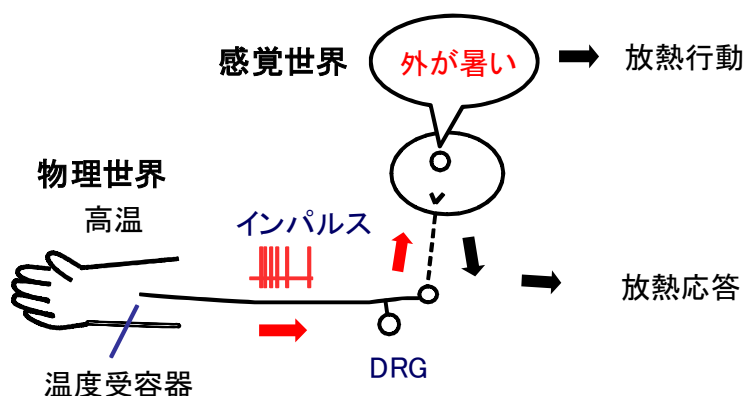 感覚世界
外が暑い
放熱行動
物理世界
高温
インパルス
放熱応答
DRG
温度受容器